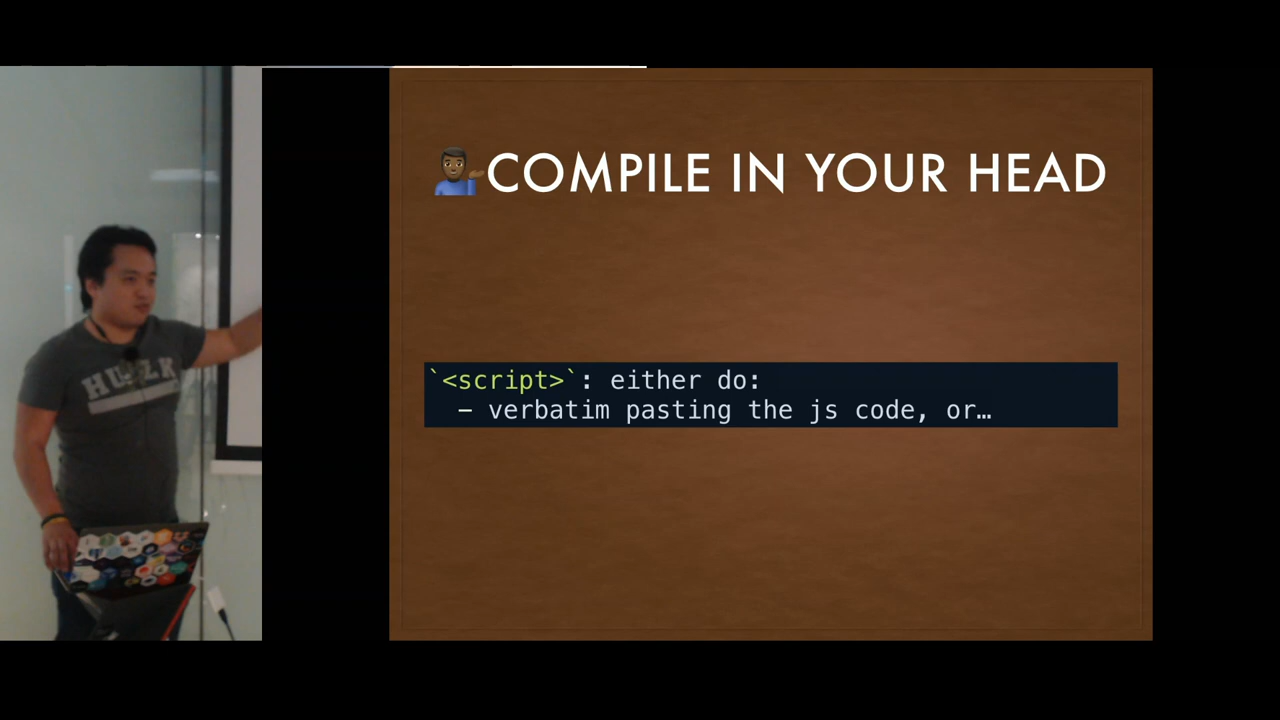 COMPILE IN YOUR HEAD
`<script>`: either do:
– verbatim pasting the js code, or…